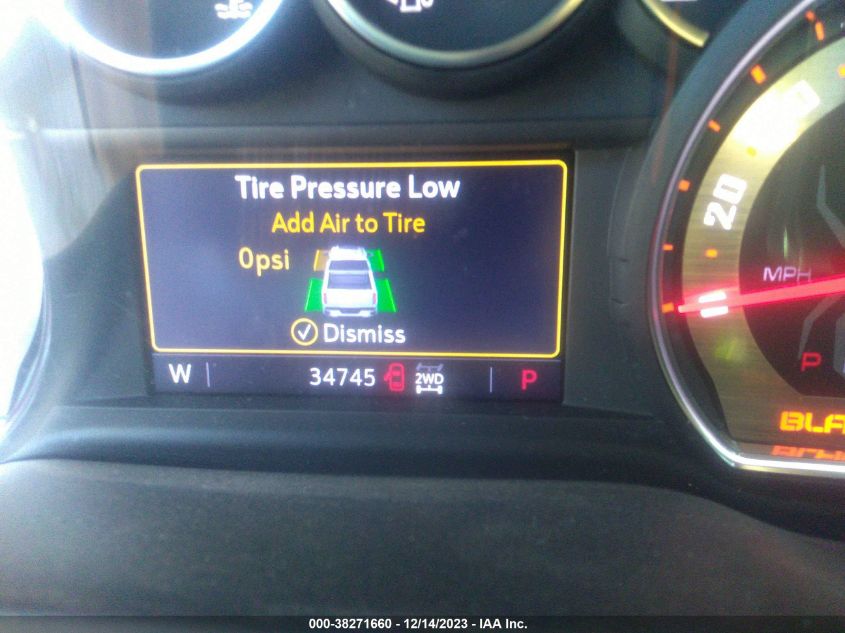 Tire Pressure Low
Add Air to Tire
0psi
Dismiss
W 34745 2WD P
20
MPH
P
000-38271660 - 12/14/2023 - IAA Inc.